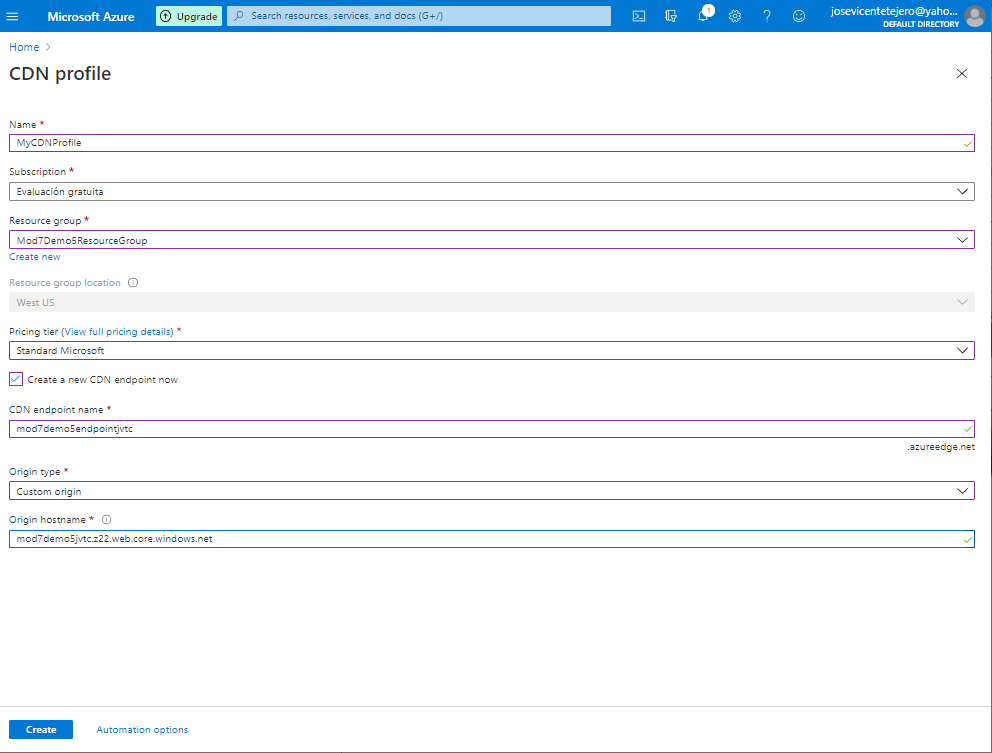 Microsoft Azure
Upgrade
Search resources, services, and docs (G+/)
1
josevicentetejero@yaho...
DEFAULT DIRECTORY
Home
CDN profile
Name *
MyCDNProfile
Subscription *
Evaluación gratuita
Resource group *
Mod7Demo5ResourceGroup
Create new
Resource group location
West US
Pricing tier (View full pricing details) *
Standard Microsoft
Create a new CDN endpoint now
CDN endpoint name *
mod7demo5endpointjvtc
.azureedge.net
Origin type *
Custom origin
Origin hostname *
mod7demo5jvtc.z22.web.core.windows.net
Create
Automation options